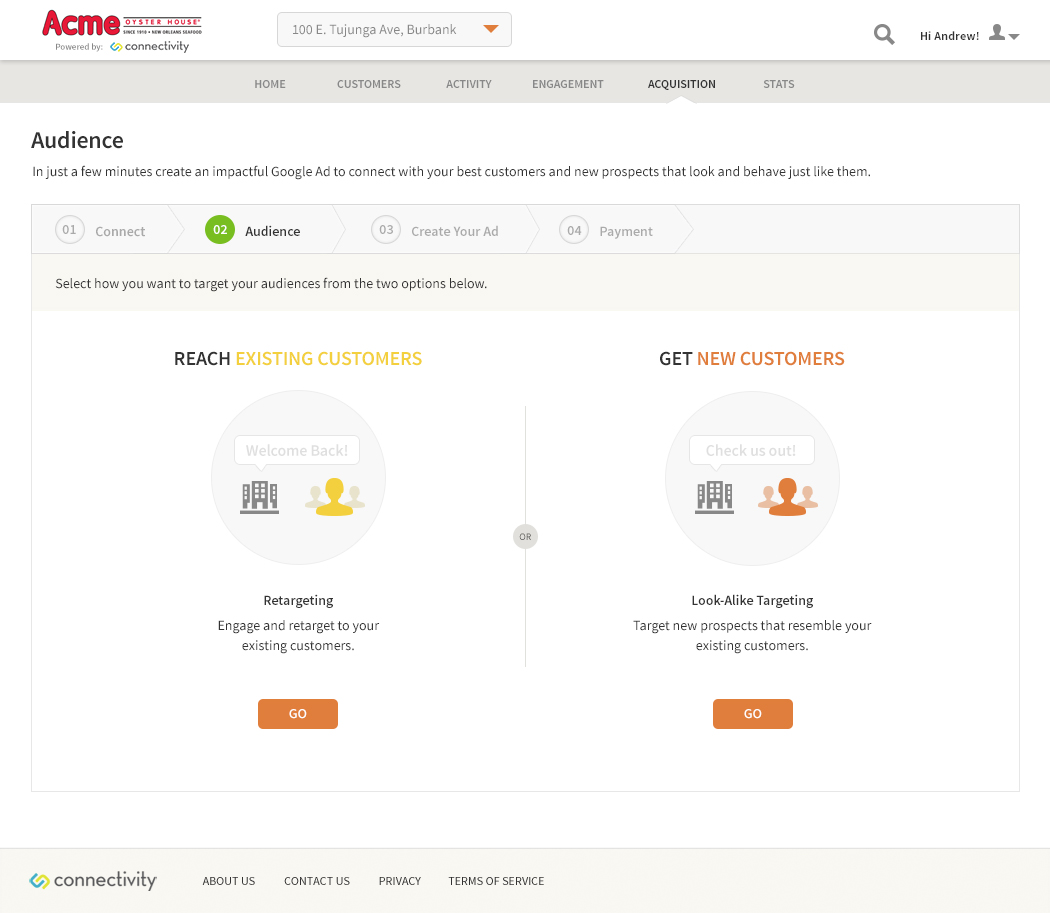 Acme
OYSTER HOUSE
SINCE 1910 • NEW ORLEANS SEAFOOD
Powered by: connectivity
100 E. Tujunga Ave, Burbank
Hi Andrew!
HOME CUSTOMERS ACTIVITY ENGAGEMENT ACQUISITION STATS
Audience
In just a few minutes create an impactful Google Ad to connect with your best customers and new prospects that look and behave just like them.
01 Connect 02 Audience 03 Create Your Ad 04 Payment
Select how you want to target your audiences from the two options below.
REACH EXISTING CUSTOMERS
Welcome Back!
Retargeting
Engage and retarget to your
existing customers.
GO
OR
GET NEW CUSTOMERS
Check us out!
Look-Alike Targeting
Target new prospects that resemble your
existing customers.
GO
connectivity ABOUT US CONTACT US PRIVACY TERMS OF SERVICE